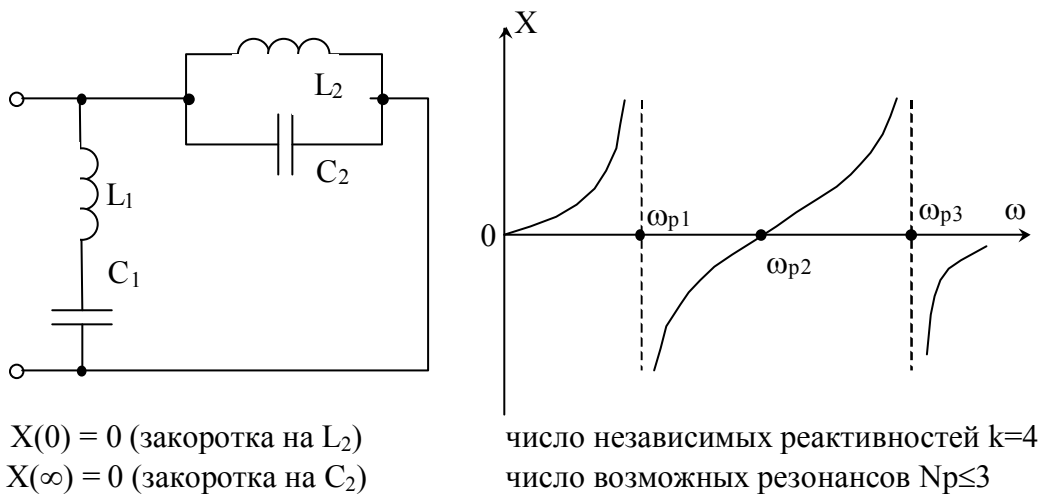 L₂
C₂
L₁
C₁
X
0
ωp1
ωp2
ωp3
ω
X(0) = 0 (закоротка на L₂)
X(∞) = 0 (закоротка на C₂)
число независимых реактивностей k=4
число возможных резонансов Np≤3